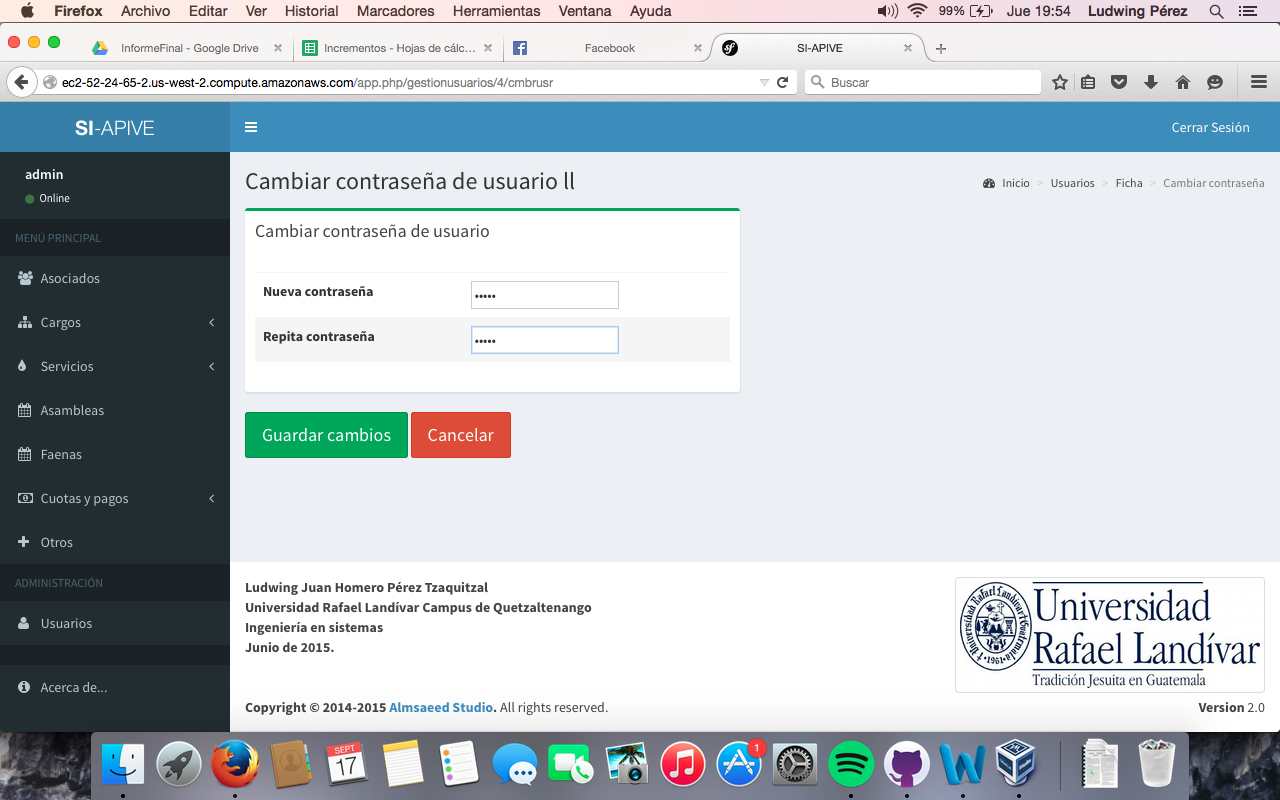 Firefox Archivo Editar Ver Historial Marcadores Herramientas Ventana Ayuda 99% Jue 19:54 Ludwing Pérez
InformeFinal - Google Drive Incrementos - Hojas de cálc... Facebook SI-APIVE
ec2-52-24-65-2.us-west-2.compute.amazonaws.com/app.php/gestionusuarios/4/cmbrusr Buscar
SI-APIVE Cerrar Sesión
admin
Online
MENÚ PRINCIPAL
Asociados
Cargos
Servicios
Asambleas
Faenas
Cuotas y pagos
Otros
ADMINISTRACIÓN
Usuarios
Acerca de...
Cambiar contraseña de usuario ll
Inicio > Usuarios > Ficha > Cambiar contraseña
Cambiar contraseña de usuario
Nueva contraseña •••••
Repita contraseña •••••
Guardar cambios Cancelar
Ludwing Juan Homero Pérez Tzaquitzal
Universidad Rafael Landívar Campus de Quetzaltenango
Ingeniería en sistemas
Junio de 2015.
Universidad
Rafael Landívar
Tradición Jesuita en Guatemala
Copyright © 2014-2015 Almsaeed Studio. All rights reserved.
Version 2.0
SEPT
17
1